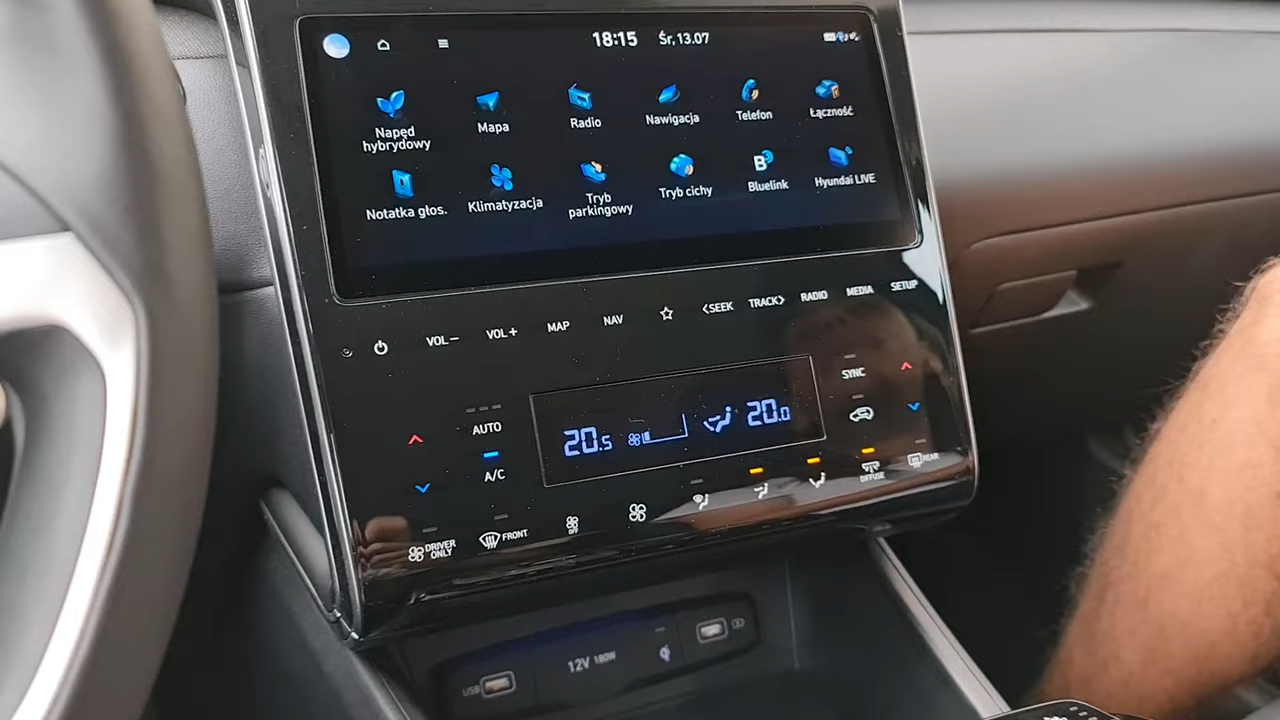 18:15 Śr, 13.07
Napęd hybrydowy Mapa Radio Nawigacja Telefon Łączność
Notatka głos. Klimatyzacja Tryb parkingowy Tryb cichy Bluelink Hyundai LIVE
VOL− VOL+ MAP NAV <SEEK TRACK> RADIO MEDIA SETUP
AUTO SYNC
20.5 20.0
A/C
DRIVER ONLY FRONT OFF DIFFUSE REAR
USB 12V 180W